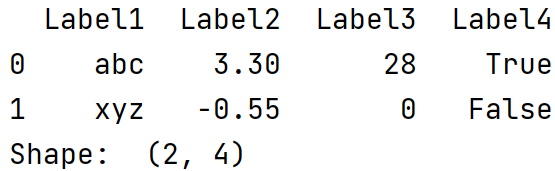 Label1  Label2  Label3  Label4
0    abc    3.30      28    True
1    xyz   -0.55       0   False
Shape:  (2, 4)